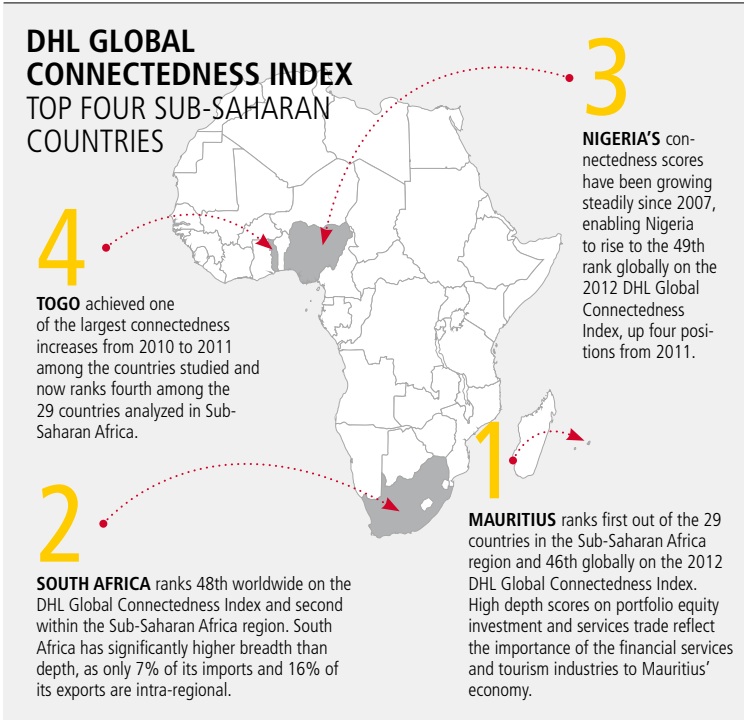 DHL GLOBAL
CONNECTEDNESS INDEX
TOP FOUR SUB-SAHARAN
COUNTRIES
3
NIGERIA’S con-
nectedness scores
have been growing
steadily since 2007,
enabling Nigeria
to rise to the 49th
rank globally on the
2012 DHL Global
Connectedness
Index, up four posi-
tions from 2011.
4
TOGO achieved one
of the largest connectedness
increases from 2010 to 2011
among the countries studied and
now ranks fourth among the
29 countries analyzed in Sub-
Saharan Africa.
2
SOUTH AFRICA ranks 48th worldwide on the
DHL Global Connectedness Index and second
within the Sub-Saharan Africa region. South
Africa has significantly higher breadth than
depth, as only 7% of its imports and 16% of
its exports are intra-regional.
1
MAURITIUS ranks first out of the 29
countries in the Sub-Saharan Africa
region and 46th globally on the 2012
DHL Global Connectedness Index.
High depth scores on portfolio equity
investment and services trade reflect
the importance of the financial services
and tourism industries to Mauritius’
economy.